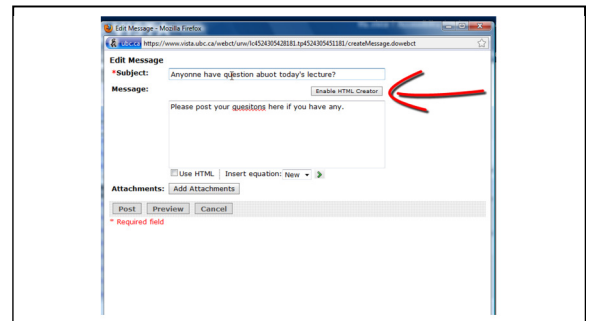 Edit Message - Mozilla Firefox
ubc.ca https://www.vista.ubc.ca/webct/urw/lc4524305428181.tp4524305451181/createMessage.dowebct
Edit Message
*Subject: Anyonne have question abuot today's lecture?
Message: Enable HTML Creator
Please post your quesitons here if you have any.
Use HTML Insert equation: New
Attachments: Add Attachments
Post Preview Cancel
* Required field